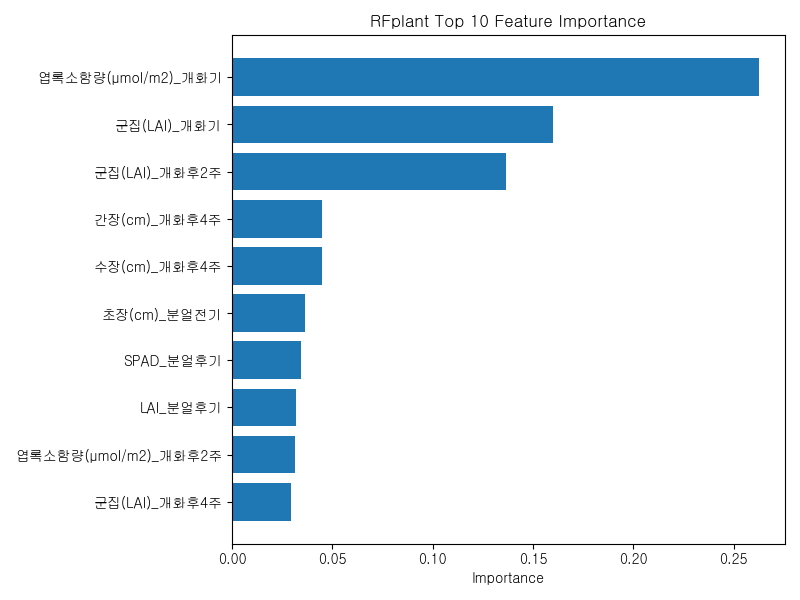 RFplant Top 10 Feature Importance
엽록소함량(μmol/m2)_개화기
군집(LAI)_개화기
군집(LAI)_개화후2주
간장(cm)_개화후4주
수장(cm)_개화후4주
초장(cm)_분얼전기
SPAD_분얼후기
LAI_분얼후기
엽록소함량(μmol/m2)_개화후2주
군집(LAI)_개화후4주
0.00 0.05 0.10 0.15 0.20 0.25
Importance